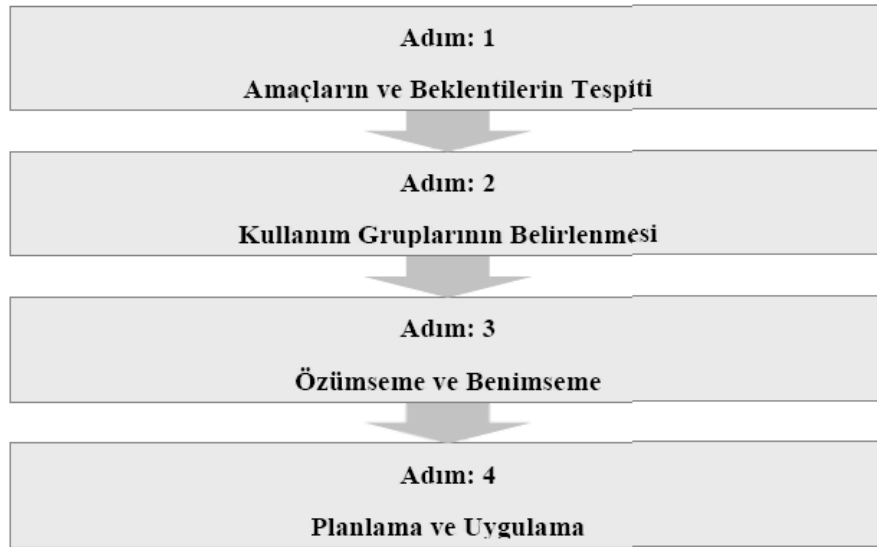 Adım: 1
Amaçların ve Beklentilerin Tespiti
Adım: 2
Kullanım Gruplarının Belirlenmesi
Adım: 3
Özümseme ve Benimseme
Adım: 4
Planlama ve Uygulama